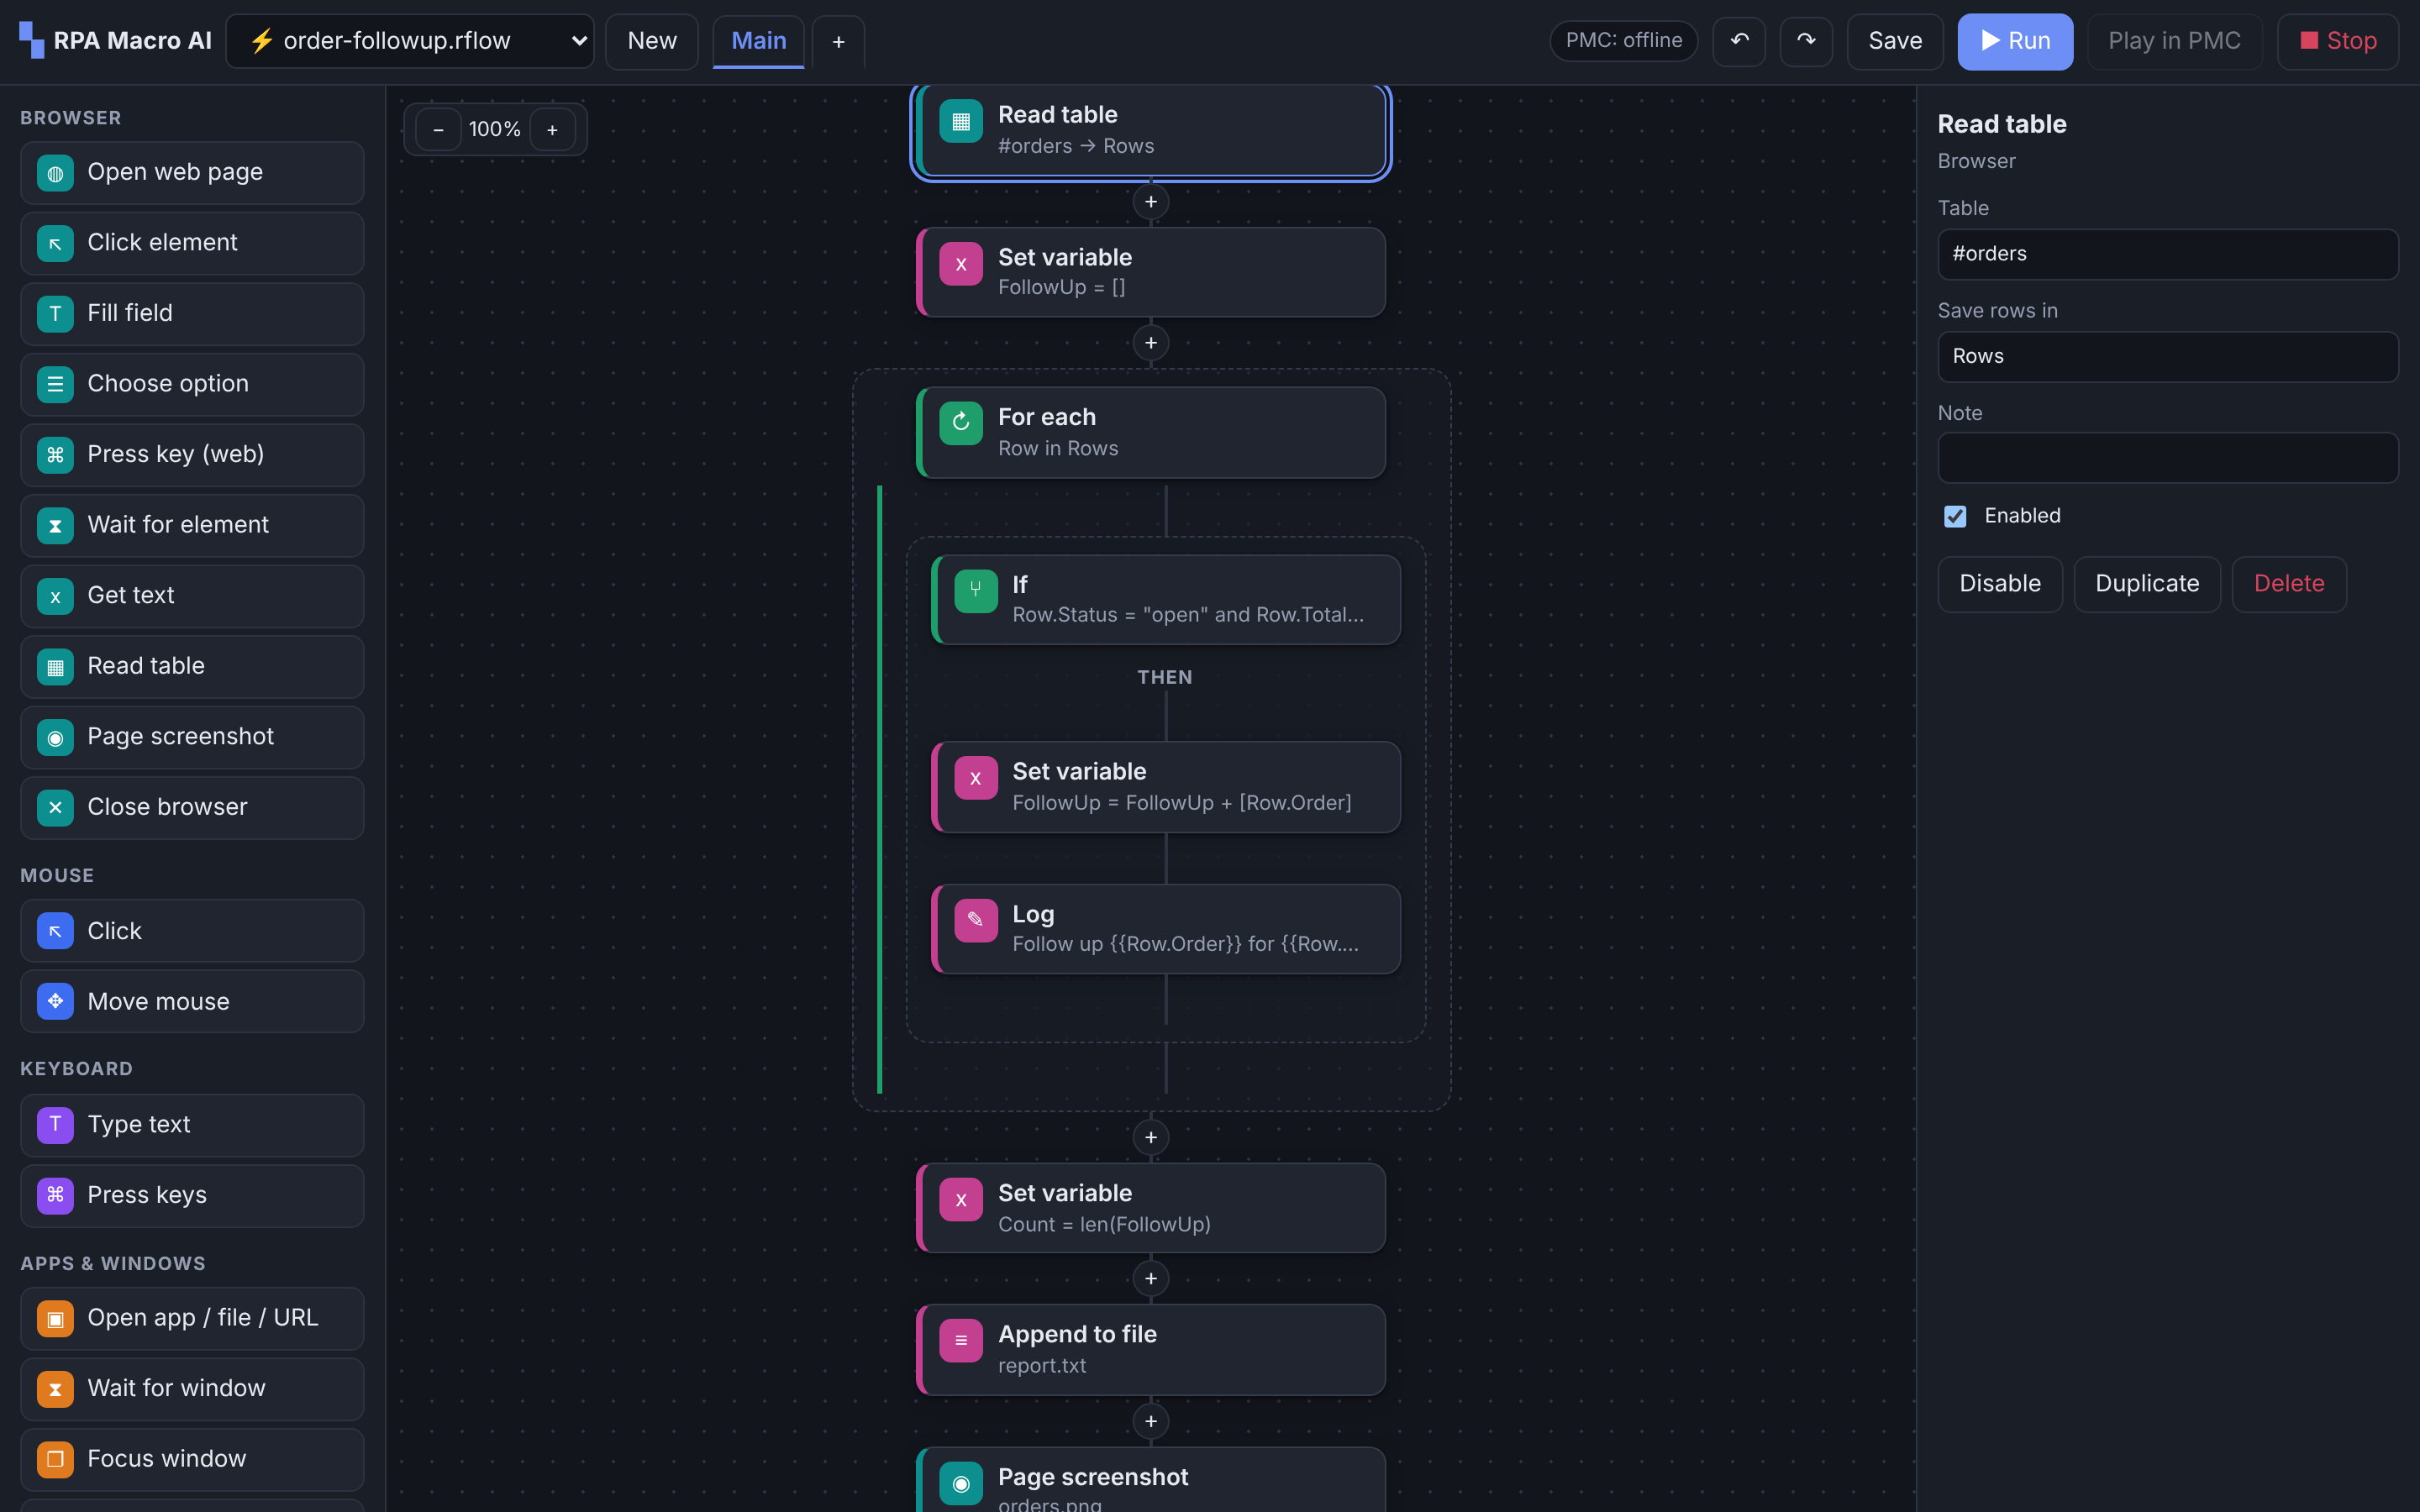 RPA Macro AI
⚡ order-followup.rflow
New
Main
+
PMC: offline
↶
↷
Save
▶ Run
Play in PMC
■ Stop
BROWSER
Open web page
Click element
T Fill field
Choose option
⌘ Press key (web)
Wait for element
x Get text
Read table
Page screenshot
✕ Close browser
MOUSE
Click
Move mouse
KEYBOARD
T Type text
⌘ Press keys
APPS & WINDOWS
Open app / file / URL
Wait for window
Focus window
− 100% +
Read table
#orders → Rows
+
x Set variable
FollowUp = []
+
For each
Row in Rows
If
Row.Status = "open" and Row.Total...
THEN
x Set variable
FollowUp = FollowUp + [Row.Order]
Log
Follow up {{Row.Order}} for {{Row....
+
x Set variable
Count = len(FollowUp)
+
Append to file
report.txt
+
Page screenshot
orders.png
Read table
Browser
Table
#orders
Save rows in
Rows
Note
Enabled
Disable
Duplicate
Delete